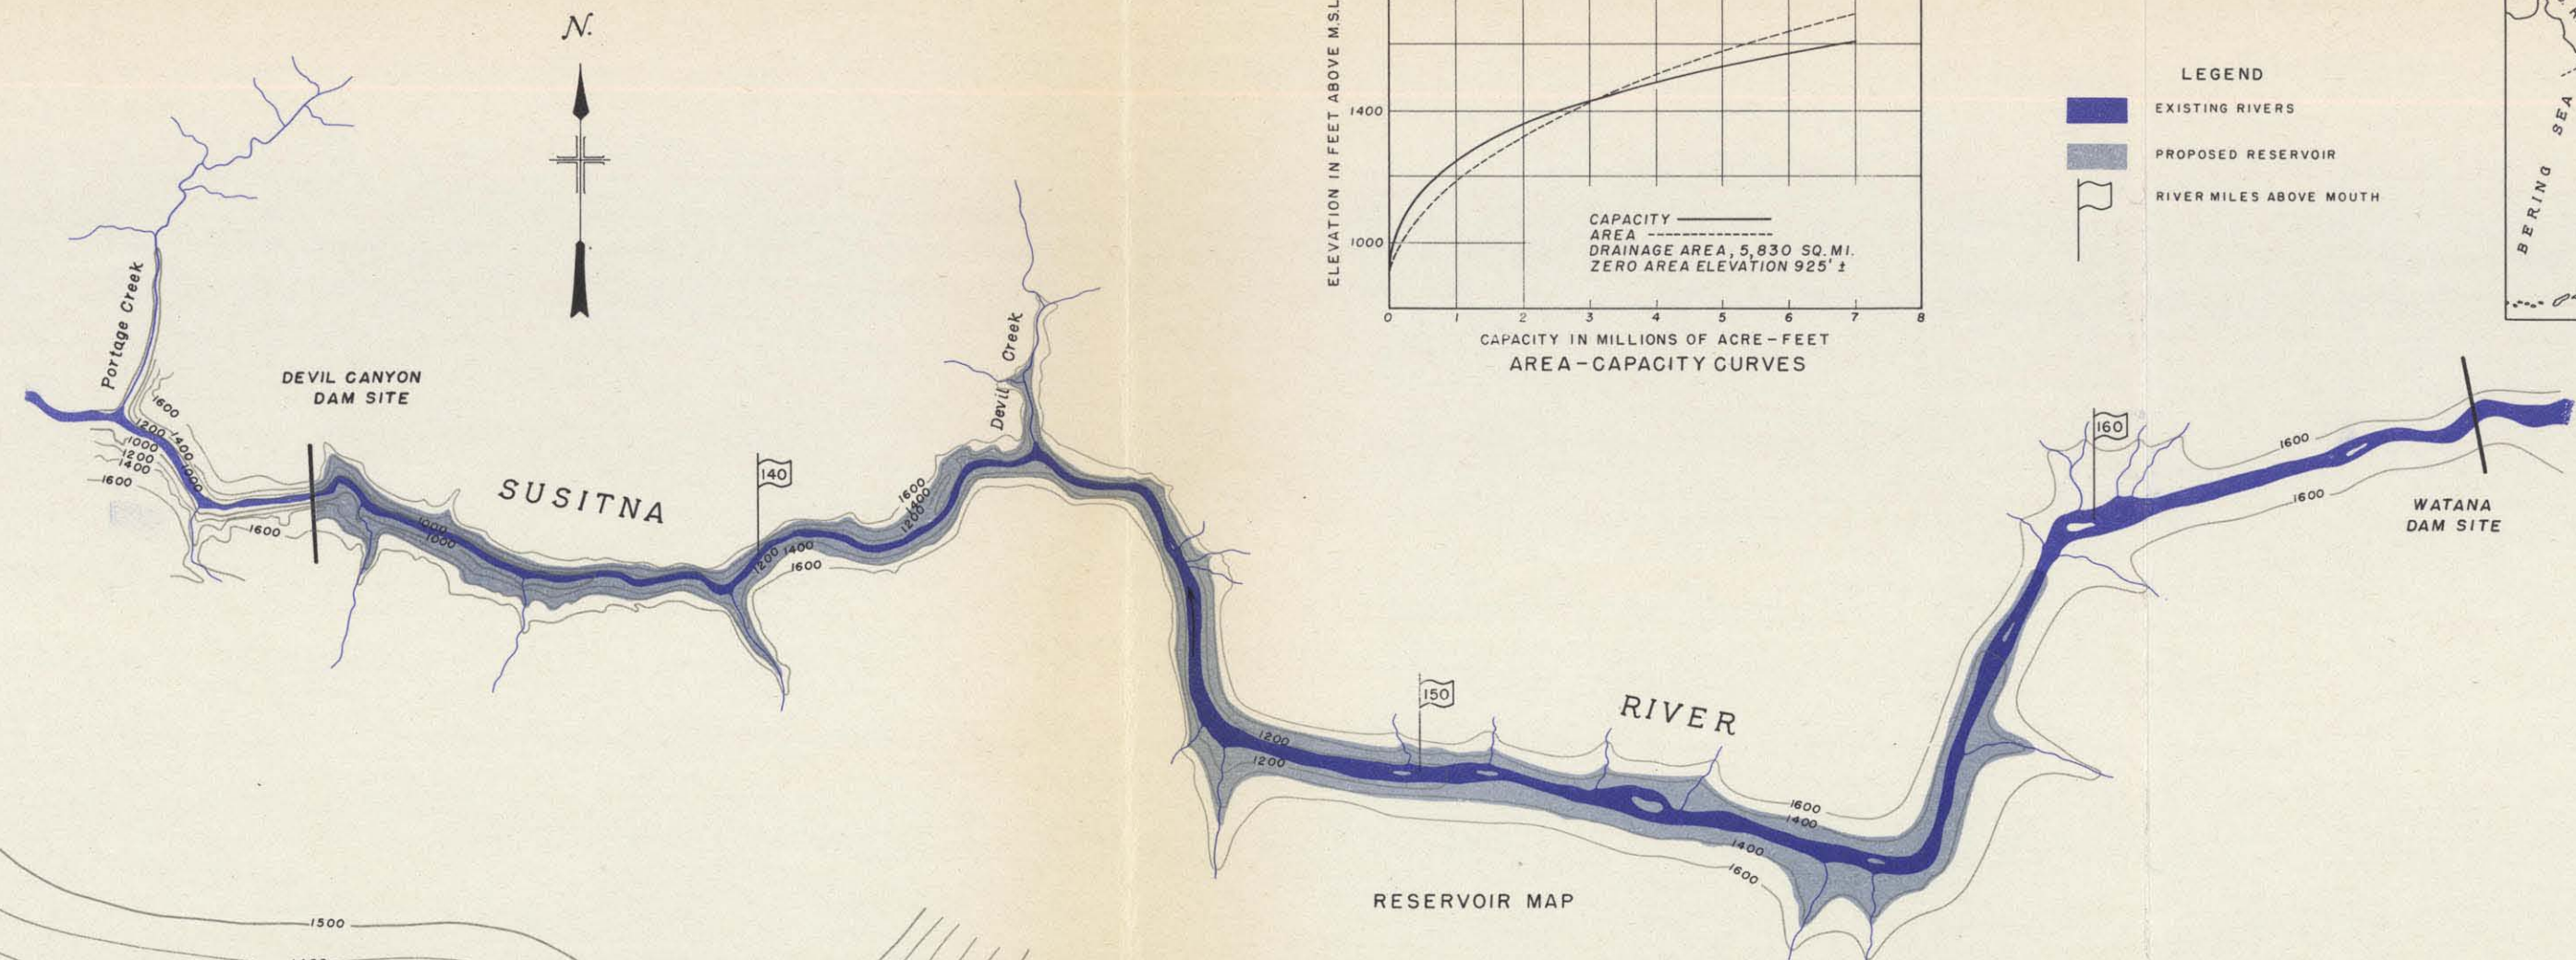 N.
ELEVATION IN FEET ABOVE M.S.L
1400
1000
CAPACITY
AREA
DRAINAGE AREA, 5,830 SQ. MI.
ZERO AREA ELEVATION 925' ±
0 1 2 3 4 5 6 7 8
CAPACITY IN MILLIONS OF ACRE-FEET
AREA-CAPACITY CURVES
LEGEND
EXISTING RIVERS
PROPOSED RESERVOIR
RIVER MILES ABOVE MOUTH
BERING SEA
Portage Creek
DEVIL CANYON
DAM SITE
1600
1200
1400
1000
1000
1200
1400
1600
1600
SUSITNA
1000
1000
140
1200
1400
1600
Devil Creek
1600
1400
1200
1200
1200
150
RIVER
1600
1400
1400
1600
160
1600
1600
WATANA
DAM SITE
RESERVOIR MAP
1500